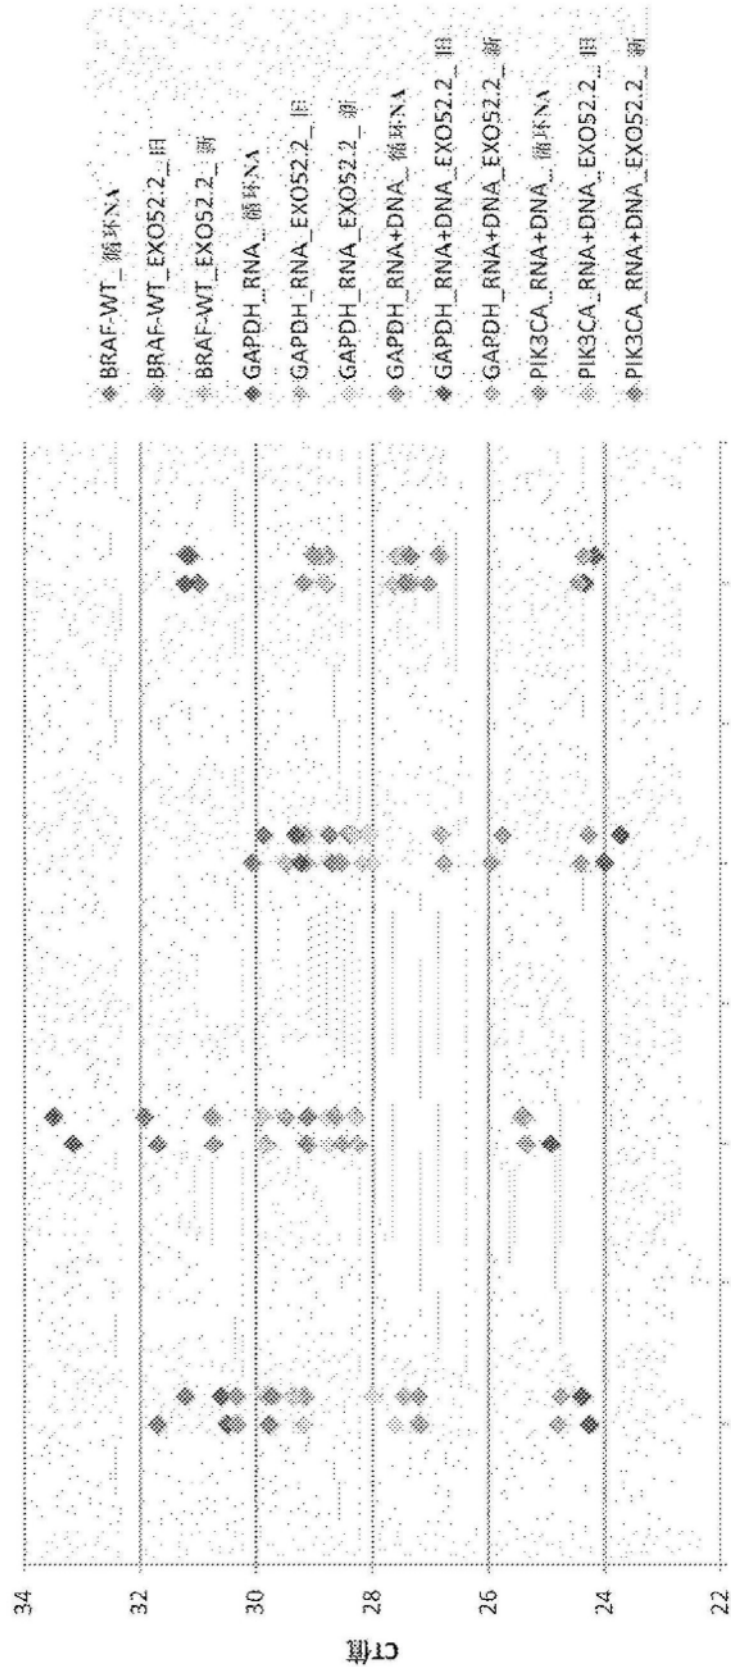 BRAF-WT_循环NA
BRAF-WT_EXO52.2_旧
BRAF-WT_EXO52.2_新
GAPDH_RNA_循环NA
GAPDH_RNA_EXO52.2_旧
GAPDH_RNA_EXO52.2_新
GAPDH_RNA+DNA_循环NA
GAPDH_RNA+DNA_EXO52.2_旧
GAPDH_RNA+DNA_EXO52.2_新
PIK3CA_RNA+DNA_循环NA
PIK3CA_RNA+DNA_EXO52.2_旧
PIK3CA_RNA+DNA_EXO52.2_新
34
32
30
28
26
24
22
CT值